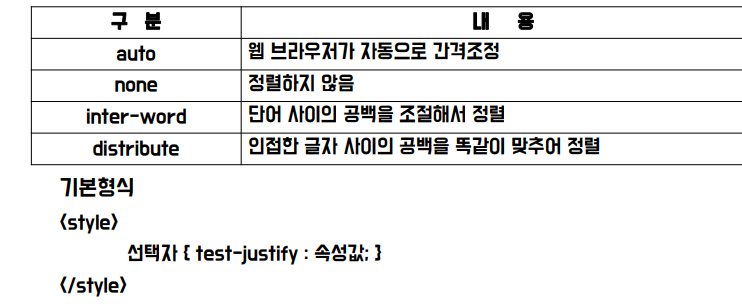 구 분 내 용
auto 웹 브라우저가 자동으로 간격조정
none 정렬하지 않음
inter-word 단어 사이의 공백을 조절해서 정렬
distribute 인접한 글자 사이의 공백을 똑같이 맞추어 정렬
기본형식
<style>
선택자 { test-justify : 속성값; }
</style>